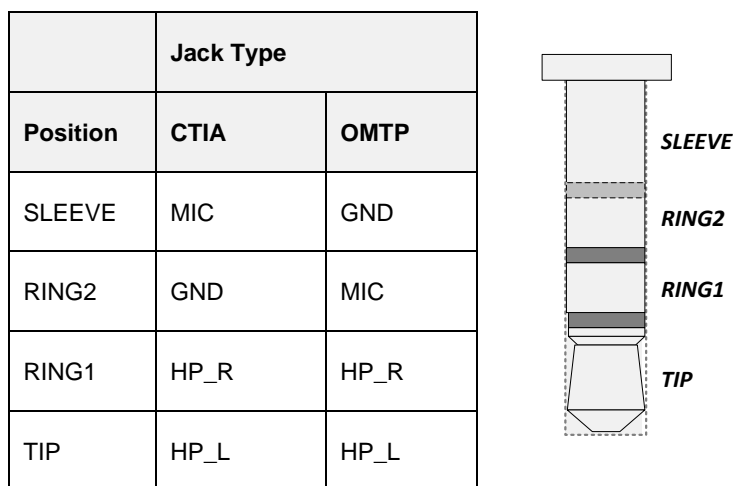 Jack Type
Position CTIA OMTP
SLEEVE MIC GND
RING2 GND MIC
RING1 HP_R HP_R
TIP HP_L HP_L
SLEEVE
RING2
RING1
TIP